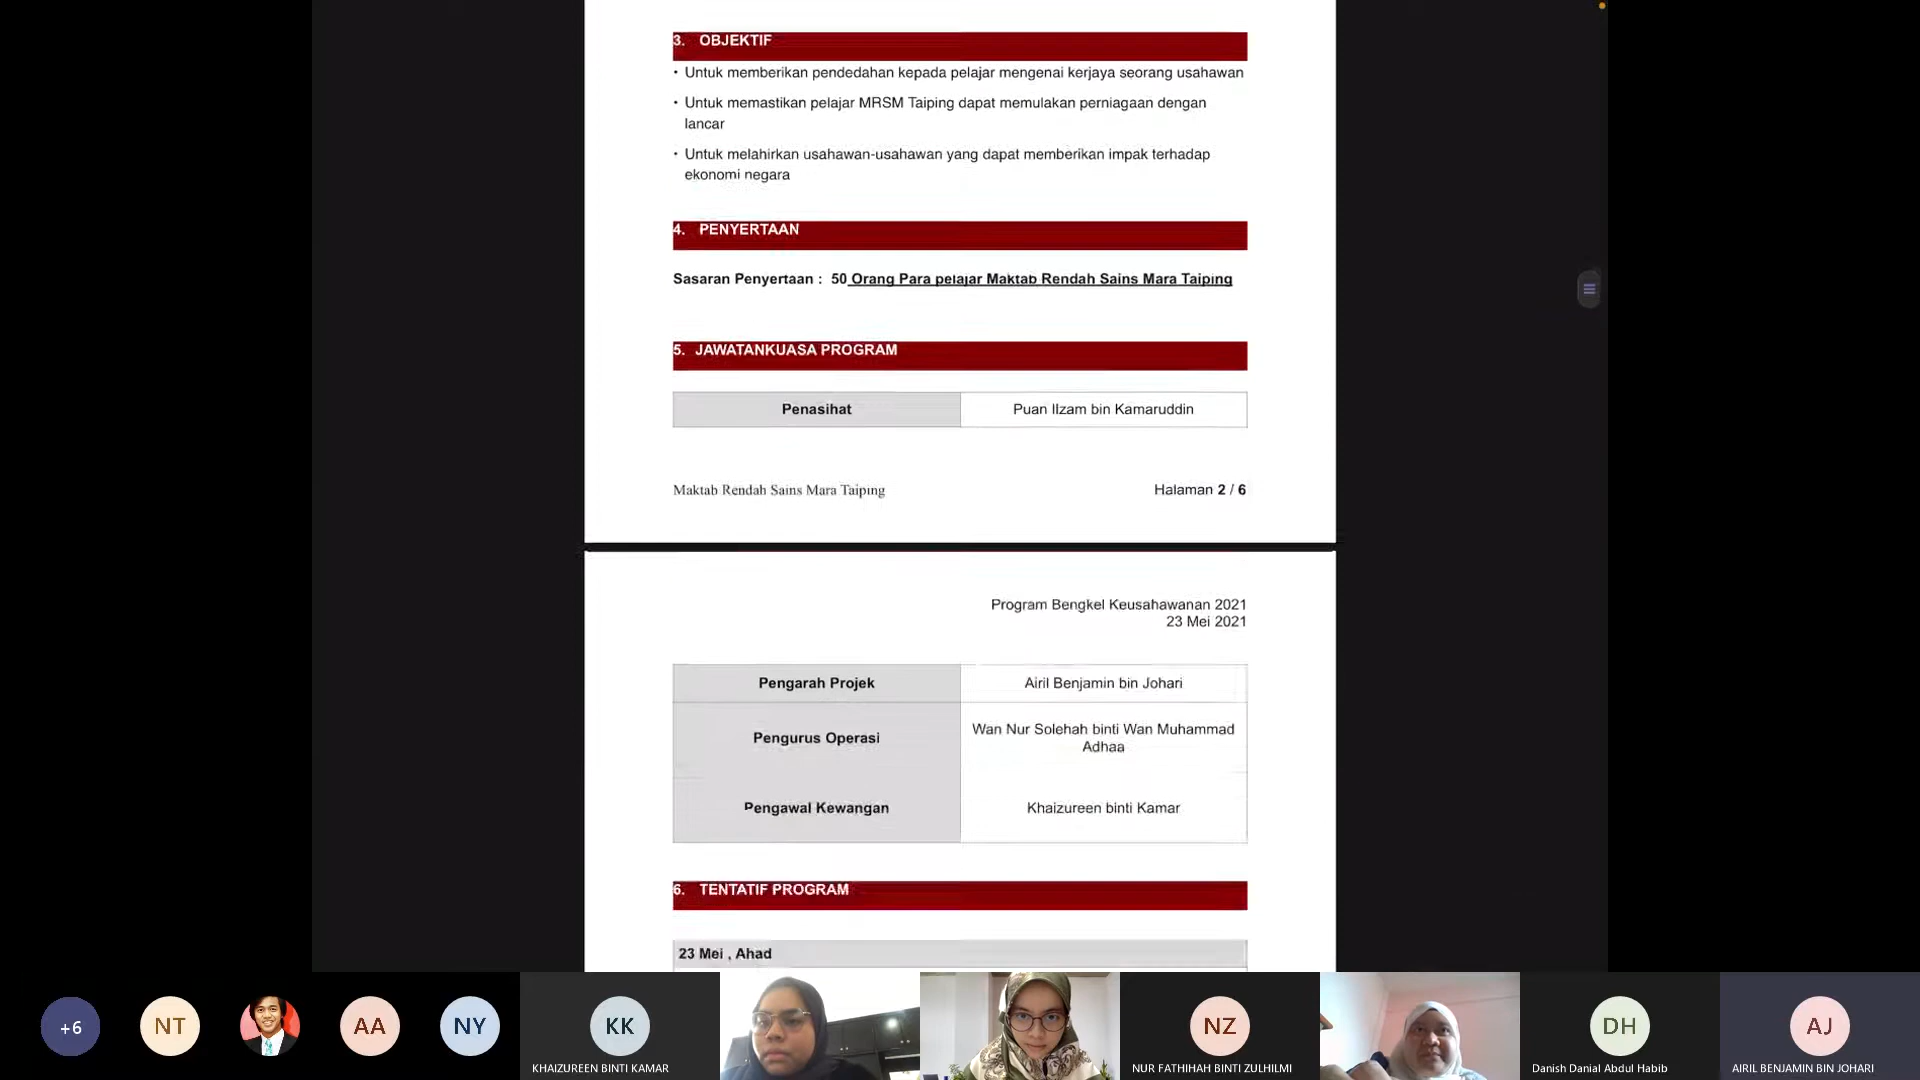 3. OBJEKTIF
• Untuk memberikan pendedahan kepada pelajar mengenai kerjaya seorang usahawan
• Untuk memastikan pelajar MRSM Taiping dapat memulakan perniagaan dengan
lancar
• Untuk melahirkan usahawan-usahawan yang dapat memberikan impak terhadap
ekonomi negara
4. PENYERTAAN
Sasaran Penyertaan : 50 Orang Para pelajar Maktab Rendah Sains Mara Taiping
5. JAWATANKUASA PROGRAM
Penasihat Puan Ilzam bin Kamaruddin
Maktab Rendah Sains Mara Taiping Halaman 2 / 6
Program Bengkel Keusahawanan 2021
23 Mei 2021
Pengarah Projek Airil Benjamin bin Johari
Pengurus Operasi Wan Nur Solehah binti Wan Muhammad
Adhaa
Pengawal Kewangan Khaizureen binti Kamar
6. TENTATIF PROGRAM
23 Mei , Ahad
+6 NT AA NY KK NZ DH AJ
KHAIZUREEN BINTI KAMAR NUR FATHIHAH BINTI ZULHILMI Danish Danial Abdul Habib AIRIL BENJAMIN BIN JOHARI